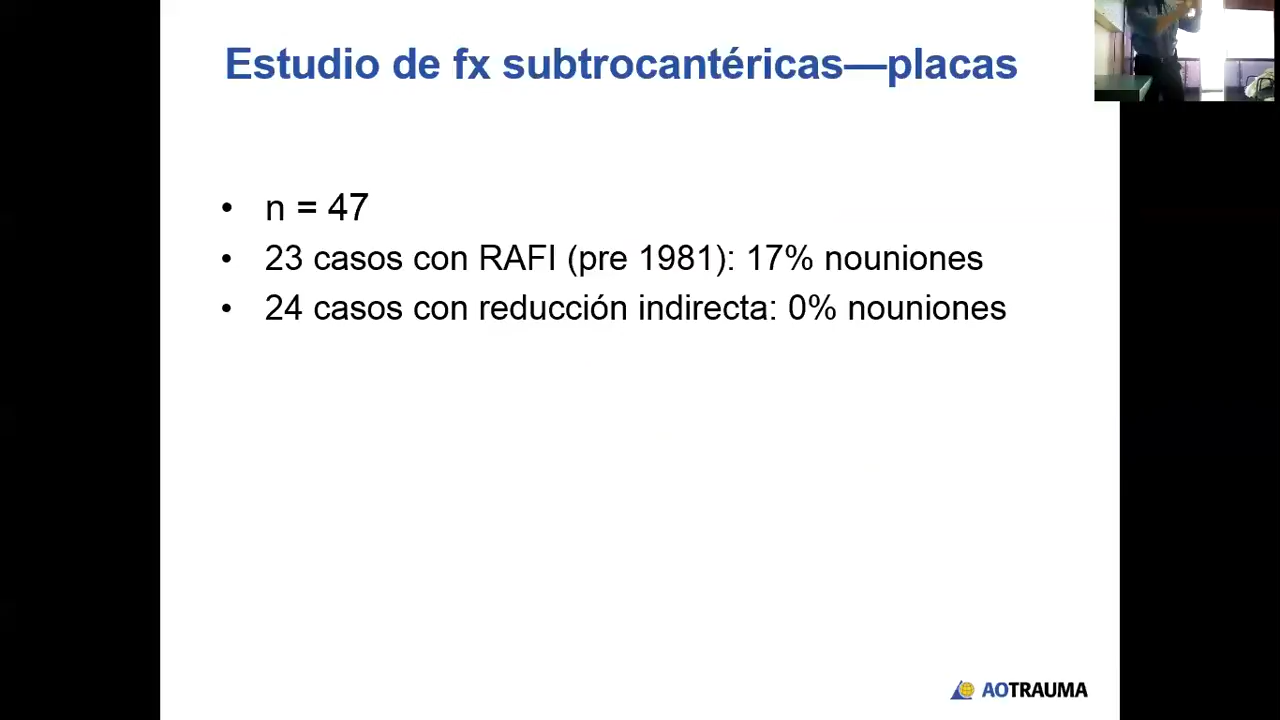 Estudio de fx subtrocantéricas—placas
• n = 47
• 23 casos con RAFI (pre 1981): 17% nouniones
• 24 casos con reducción indirecta: 0% nouniones
AOTRAUMA